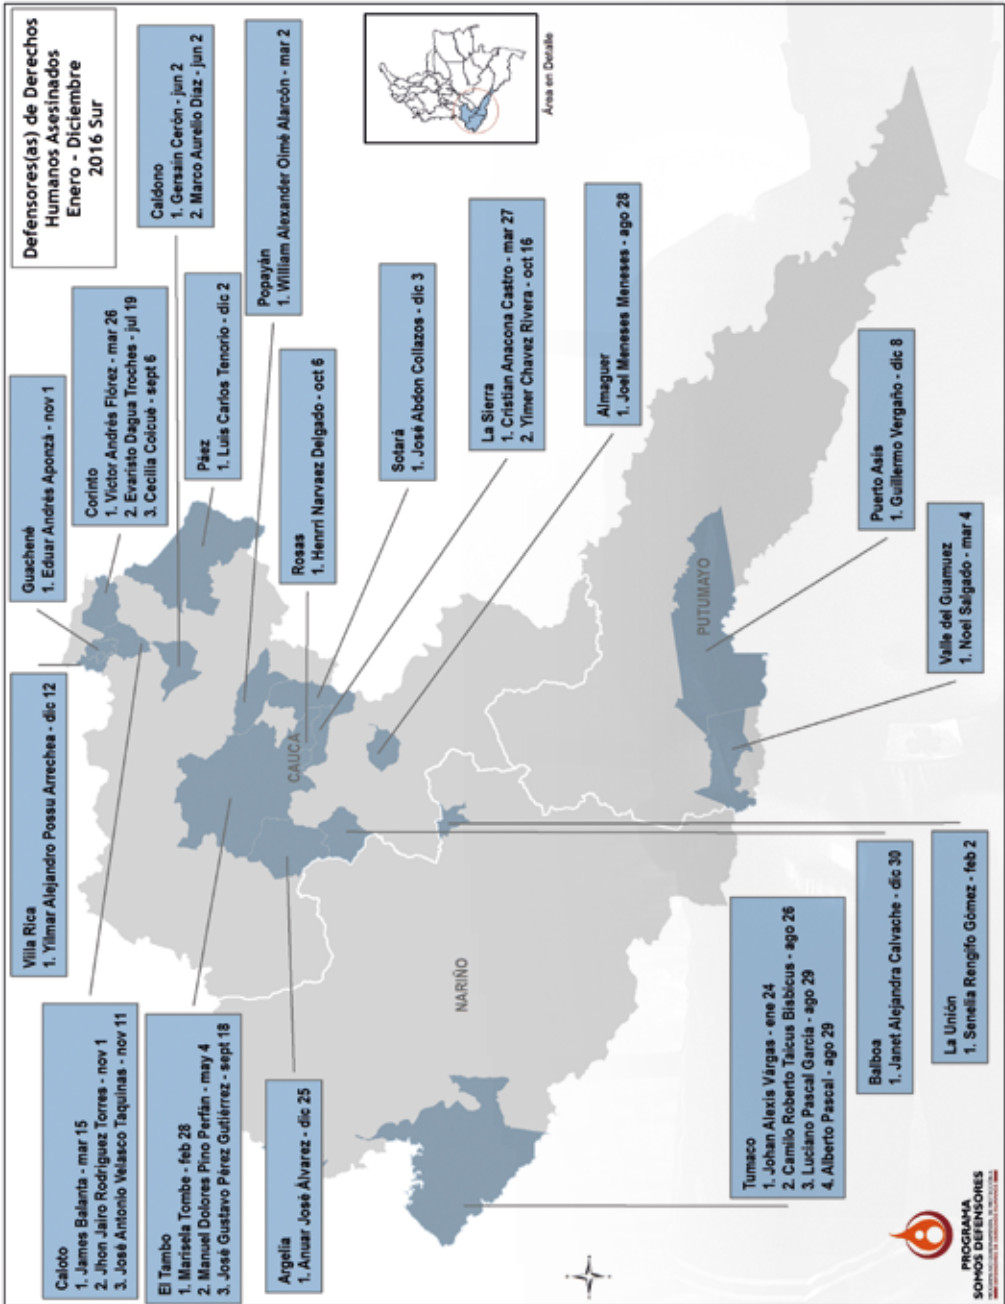 Defensores(as) de Derechos
Humanos Asesinados
Enero - Diciembre
2016 Sur
Caloto
1. James Balanta - mar 15
2. Jhon Jairo Rodríguez Torres - nov 1
3. José Antonio Velasco Taquinas - nov 11
Villa Rica
1. Yilmar Alejandro Possu Arrechea - dic 12
Guachenè
1. Eduar Andrès Aponzà - nov 1
Corinto
1. Victor Andrés Flórez - mar 26
2. Evaristo Dagua Troches - jul 19
3. Cecilia Coicué - sept 6
Caldono
1. Gersain Cerón - jun 2
2. Marco Aurelio Díaz - jun 2
El Tambo
1. Marisela Tombe - feb 28
2. Manuel Dolores Pino Perfán - may 4
3. José Gustavo Pérez Gutiérrez - sept 18
Páez
1. Luis Carlos Tenorio - dic 2
Popayán
1. William Alexander Oimé Alarcón - mar 2
Argelia
1. Anuar José Álvarez - dic 25
Rosas
1. Henrri Narvaez Delgado - oct 6
Sotará
1. José Abdon Collazos - dic 3
La Sierra
1. Cristian Anacona Castro - mar 27
2. Yimer Chavez Rivera - oct 16
Almaguer
1. Joel Meneses Meneses - ago 28
Área en Detalle
CAUCA
NARIÑO
PUTUMAYO
Tumaco
1. Johan Alexis Várgas - ene 24
2. Camilo Roberto Taicus Bisbicus - ago 26
3. Luciano Pascal García - ago 29
4. Alberto Pascal - ago 29
Balboa
1. Janet Alejandra Calvache - dic 30
La Unión
1. Senelia Rengifo Gómez - feb 2
Valle del Guamuez
1. Noel Salgado - mar 4
Puerto Asís
1. Guillermo Vergaño - dic 8
PROGRAMA
SOMOS DEFENSORES